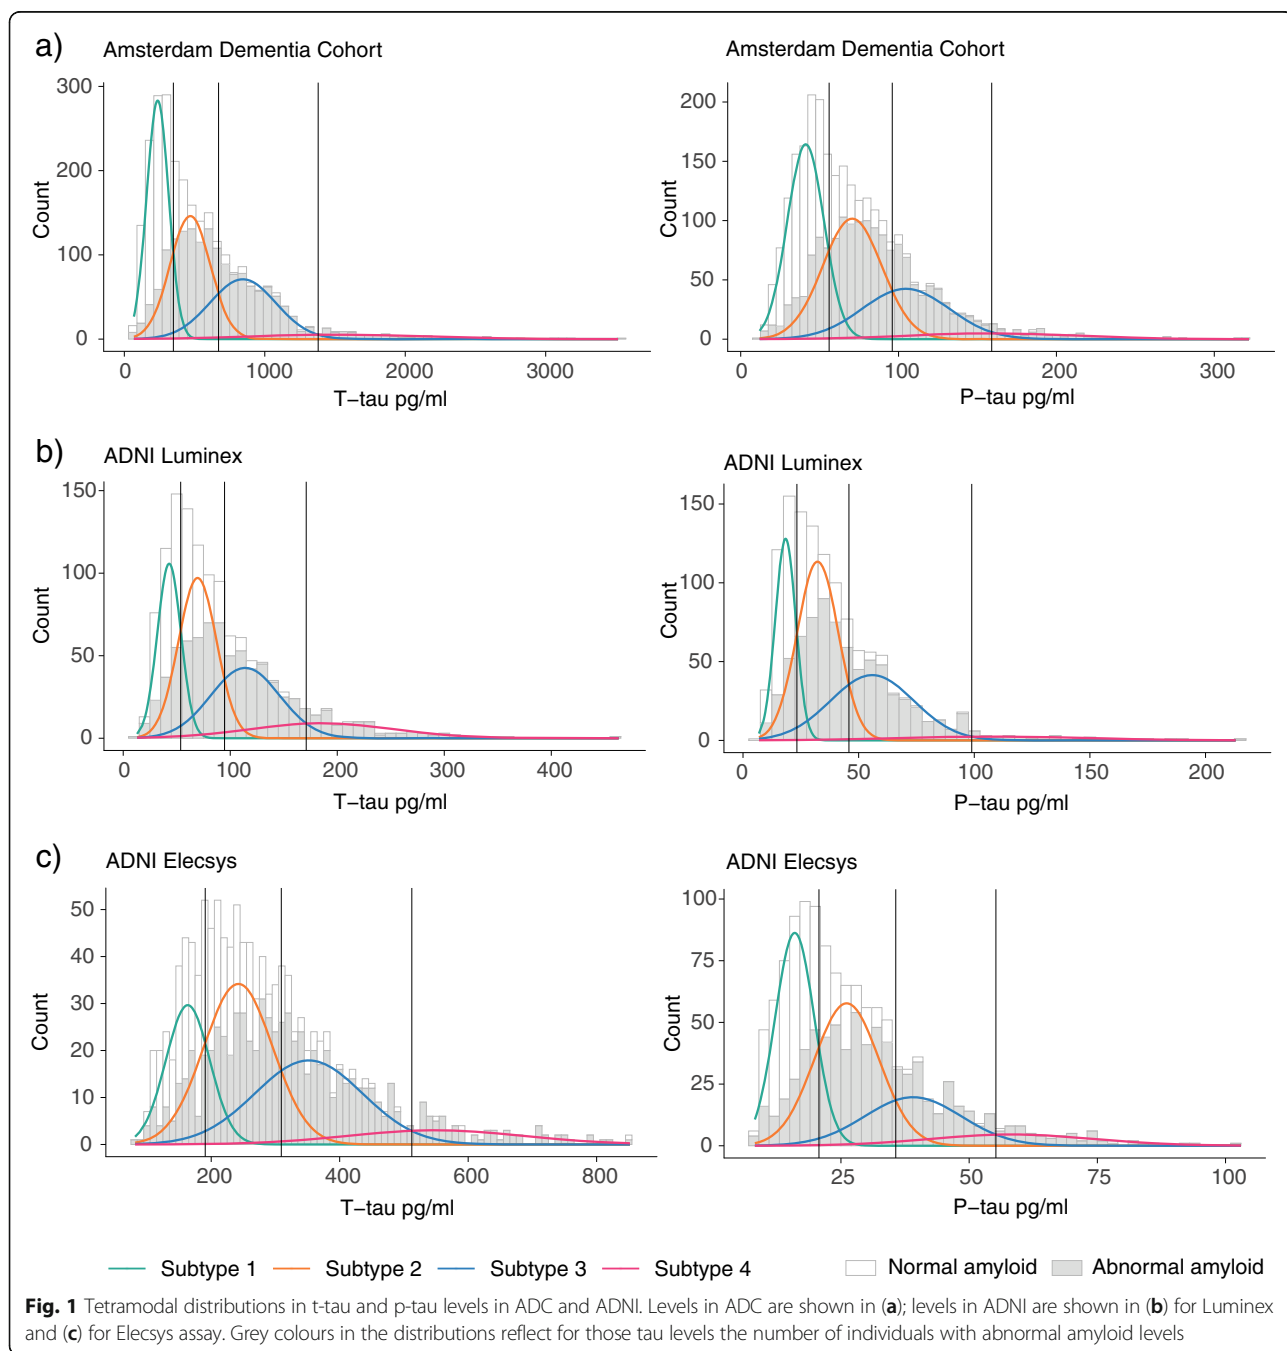 a) Amsterdam Dementia Cohort
Amsterdam Dementia Cohort
300
200
100
0
Count
0 1000 2000 3000
T−tau pg/ml
200
150
100
50
0
Count
0 100 200 300
P−tau pg/ml
b) ADNI Luminex
ADNI Luminex
150
100
50
0
Count
0 100 200 300 400
T−tau pg/ml
150
100
50
0
Count
0 50 100 150 200
P−tau pg/ml
c) ADNI Elecsys
ADNI Elecsys
50
40
30
20
10
0
Count
200 400 600 800
T−tau pg/ml
100
75
50
25
0
Count
25 50 75 100
P−tau pg/ml
Subtype 1 Subtype 2 Subtype 3 Subtype 4 Normal amyloid Abnormal amyloid
Fig. 1 Tetramodal distributions in t-tau and p-tau levels in ADC and ADNI. Levels in ADC are shown in (a); levels in ADNI are shown in (b) for Luminex
and (c) for Elecsys assay. Grey colours in the distributions reflect for those tau levels the number of individuals with abnormal amyloid levels